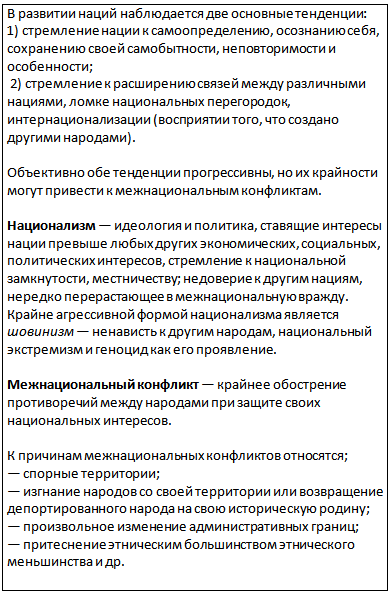 В развитии наций наблюдается две основные тенденции:
1) стремление нации к самоопределению, осознанию себя,
сохранению своей самобытности, неповторимости и
особенности;
2) стремление к расширению связей между различными
нациями, ломке национальных перегородок,
интернационализации (восприятии того, что создано
другими народами).
Объективно обе тенденции прогрессивны, но их крайности
могут привести к межнациональным конфликтам.
Национализм — идеология и политика, ставящие интересы
нации превыше любых других экономических, социальных,
политических интересов, стремление к национальной
замкнутости, местничеству; недоверие к другим нациям,
нередко перерастающее в межнациональную вражду.
Крайне агрессивной формой национализма является
шовинизм — ненависть к другим народам, национальный
экстремизм и геноцид как его проявление.
Межнациональный конфликт — крайнее обострение
противоречий между народами при защите своих
национальных интересов.
К причинам межнациональных конфликтов относятся;
— спорные территории;
— изгнание народов со своей территории или возвращение
депортированного народа на свою историческую родину;
— произвольное изменение административных границ;
— притеснение этническим большинством этнического
меньшинства и др.